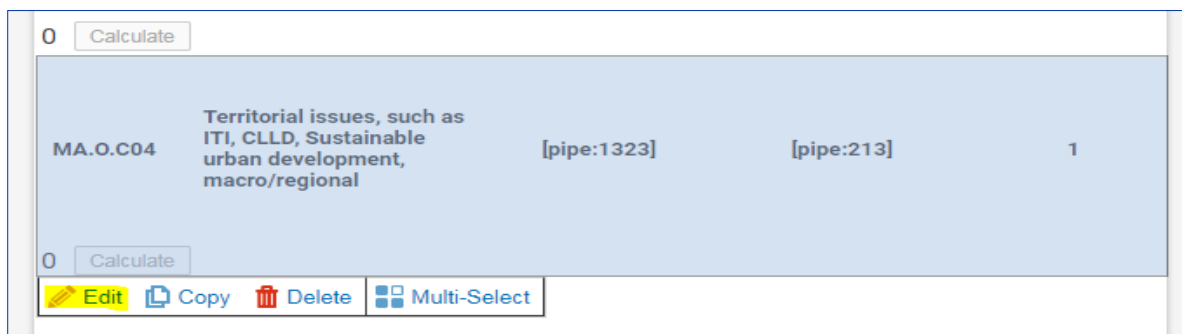 0 Calculate
Territorial issues, such as
ITI, CLLD, Sustainable
MA.O.C04 urban development, [pipe:1323] [pipe:213] 1
macro/regional
0 Calculate
Edit Copy Delete Multi-Select